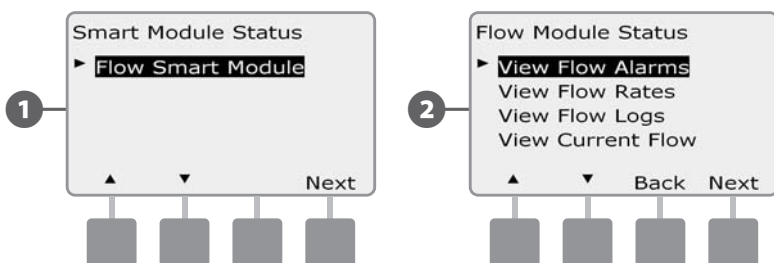 Smart Module Status
► Flow Smart Module
1
▲ ▼ Next
Flow Module Status
► View Flow Alarms
View Flow Rates
View Flow Logs
View Current Flow
2
▲ ▼ Back Next